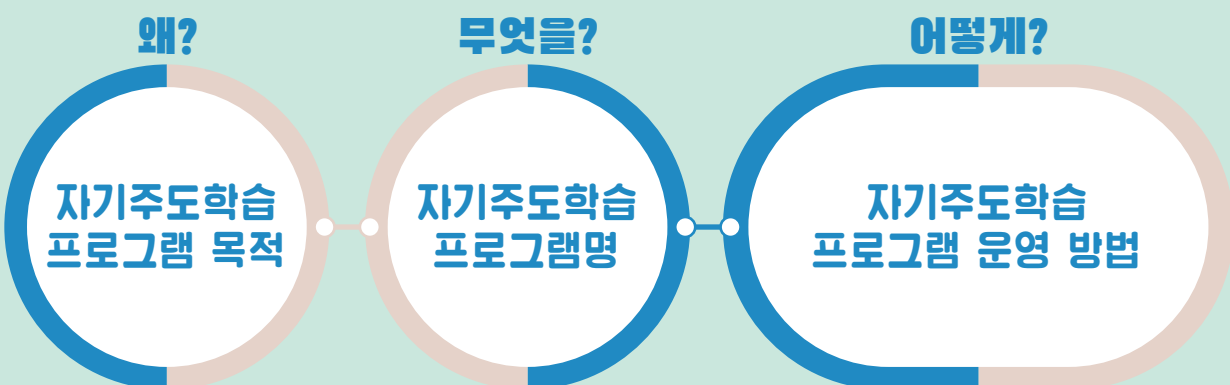 왜?
무엇을?
어떻게?
자기주도학습
프로그램 목적
자기주도학습
프로그램명
자기주도학습
프로그램 운영 방법